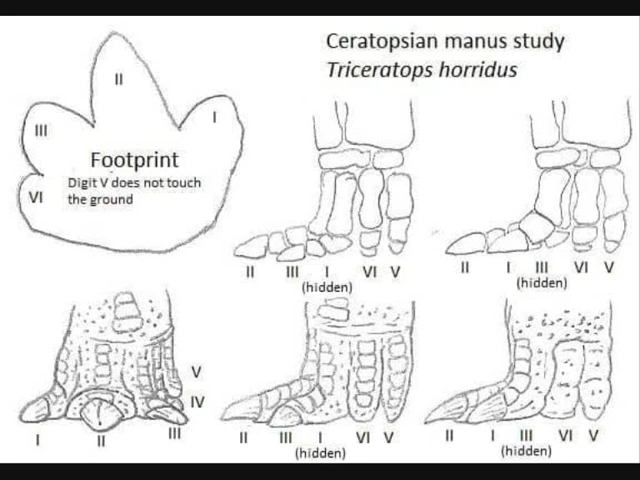 Ceratopsian manus study
Triceratops horridus
II
III
I
Footprint
Digit V does not touch
the ground
VI
II III I VI V
(hidden)
II I III VI V
(hidden)
V
IV
I II III
II III I VI V
(hidden)
II I III VI V
(hidden)